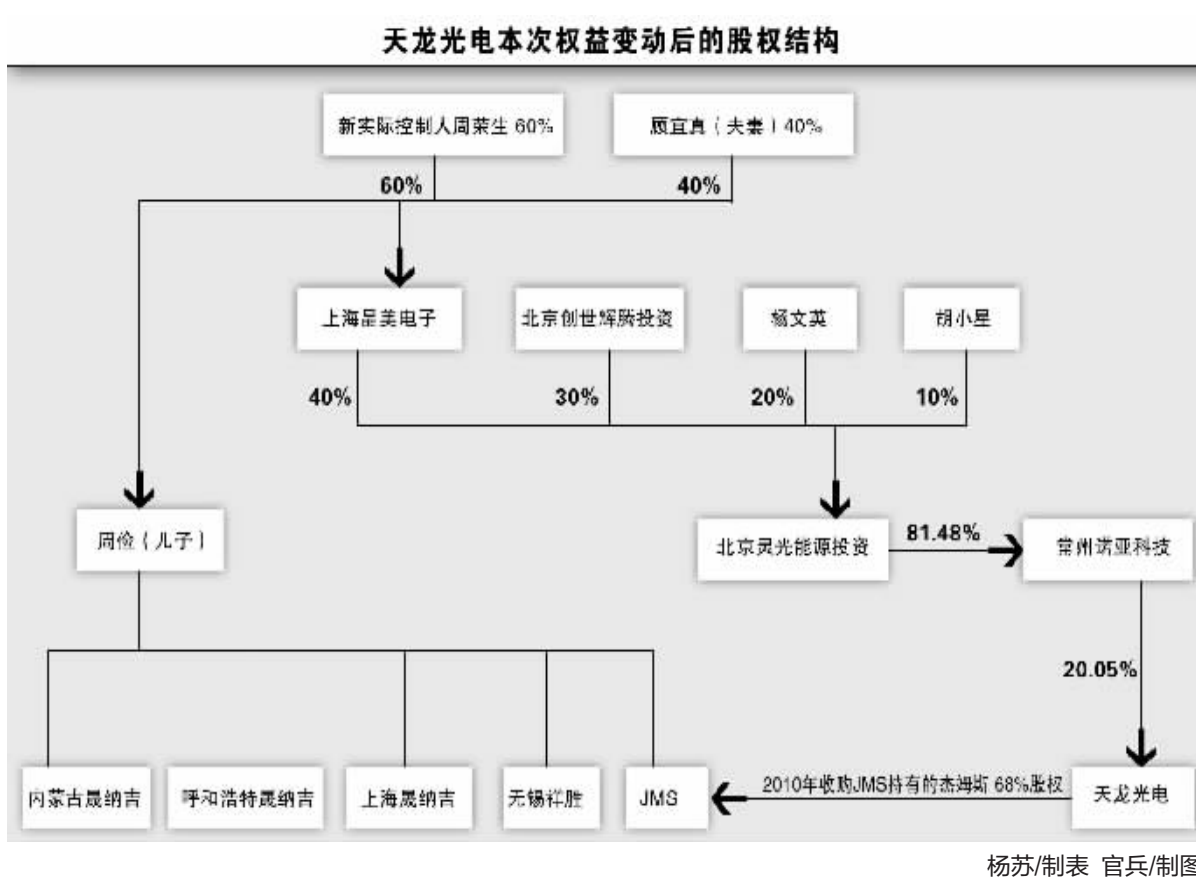 天龙光电本次权益变动后的股权结构
新实际控制人周荣生 60%
顾宜真（夫妻）40%
60%
40%
上海晶美电子
北京创世辉腾投资
杨文英
胡小星
40%
30%
20%
10%
周俭（儿子）
北京灵光能源投资
81.48%
常州诺亚科技
20.05%
内蒙古晟纳吉
呼和浩特晟纳吉
上海晟纳吉
无锡祥胜
JMS
2010年收购JMS持有的杰姆斯 68%股权
天龙光电
杨苏/制表 官兵/制图